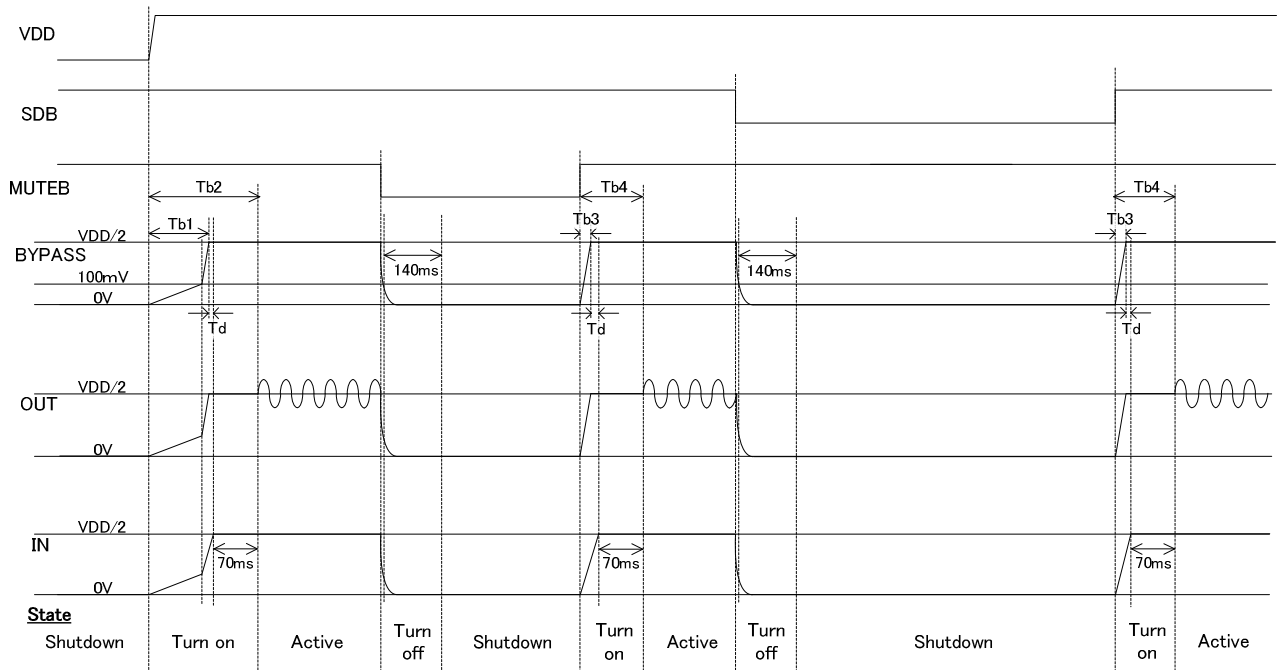 VDD
SDB
MUTEB
Tb2
Tb4
Tb4
Tb1
Tb3
Tb3
VDD/2
BYPASS
140ms
140ms
100mV
0V
Td
Td
Td
VDD/2
OUT
0V
VDD/2
IN
70ms
70ms
70ms
0V
State
Shutdown
Turn on
Active
Turn off
Shutdown
Turn on
Active
Turn off
Shutdown
Turn on
Active